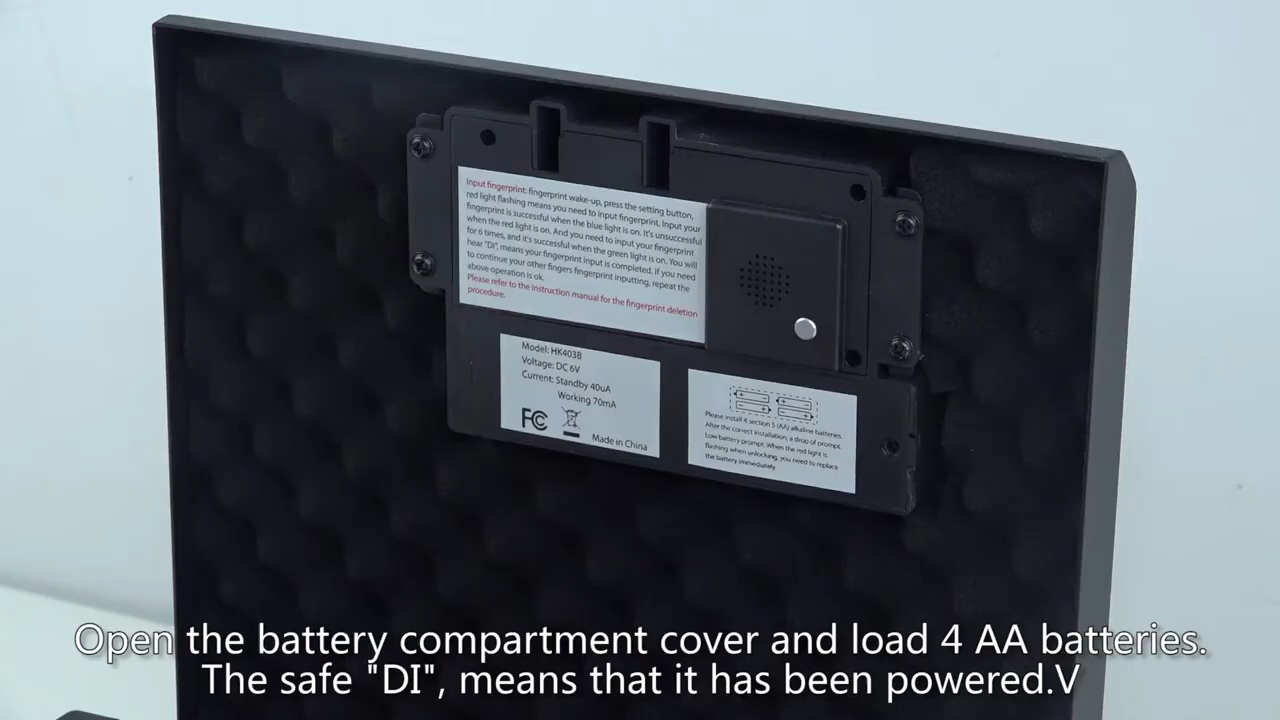 Input fingerprint: fingerprint wake-up, press the setting button,
red light flashing means you need to input fingerprint. Input your
fingerprint is successful when the blue light is on. It's unsuccessful
when the red light is on. And you need to input your fingerprint
for 6 times, and it's successful when the green light is on. You will
hear "DI", means your fingerprint input is completed. if you need
to continue your other fingers fingerprint inputting, repeat the
above operation is ok.
Please refer to the instruction manual for the fingerprint deletion
procedure.
Model: HK403B
Voltage: DC 6V
Current: Standby 40uA
Working 70mA
FC
Made in China
Please install 4 section 5 (AA) alkaline batteries.
After the correct installation, a drop of prompt.
Low battery prompt: When the red light is
flashing when unlocking, you need to replace
the battery immediately
Open the battery compartment cover and load 4 AA batteries.
The safe "DI", means that it has been powered.V